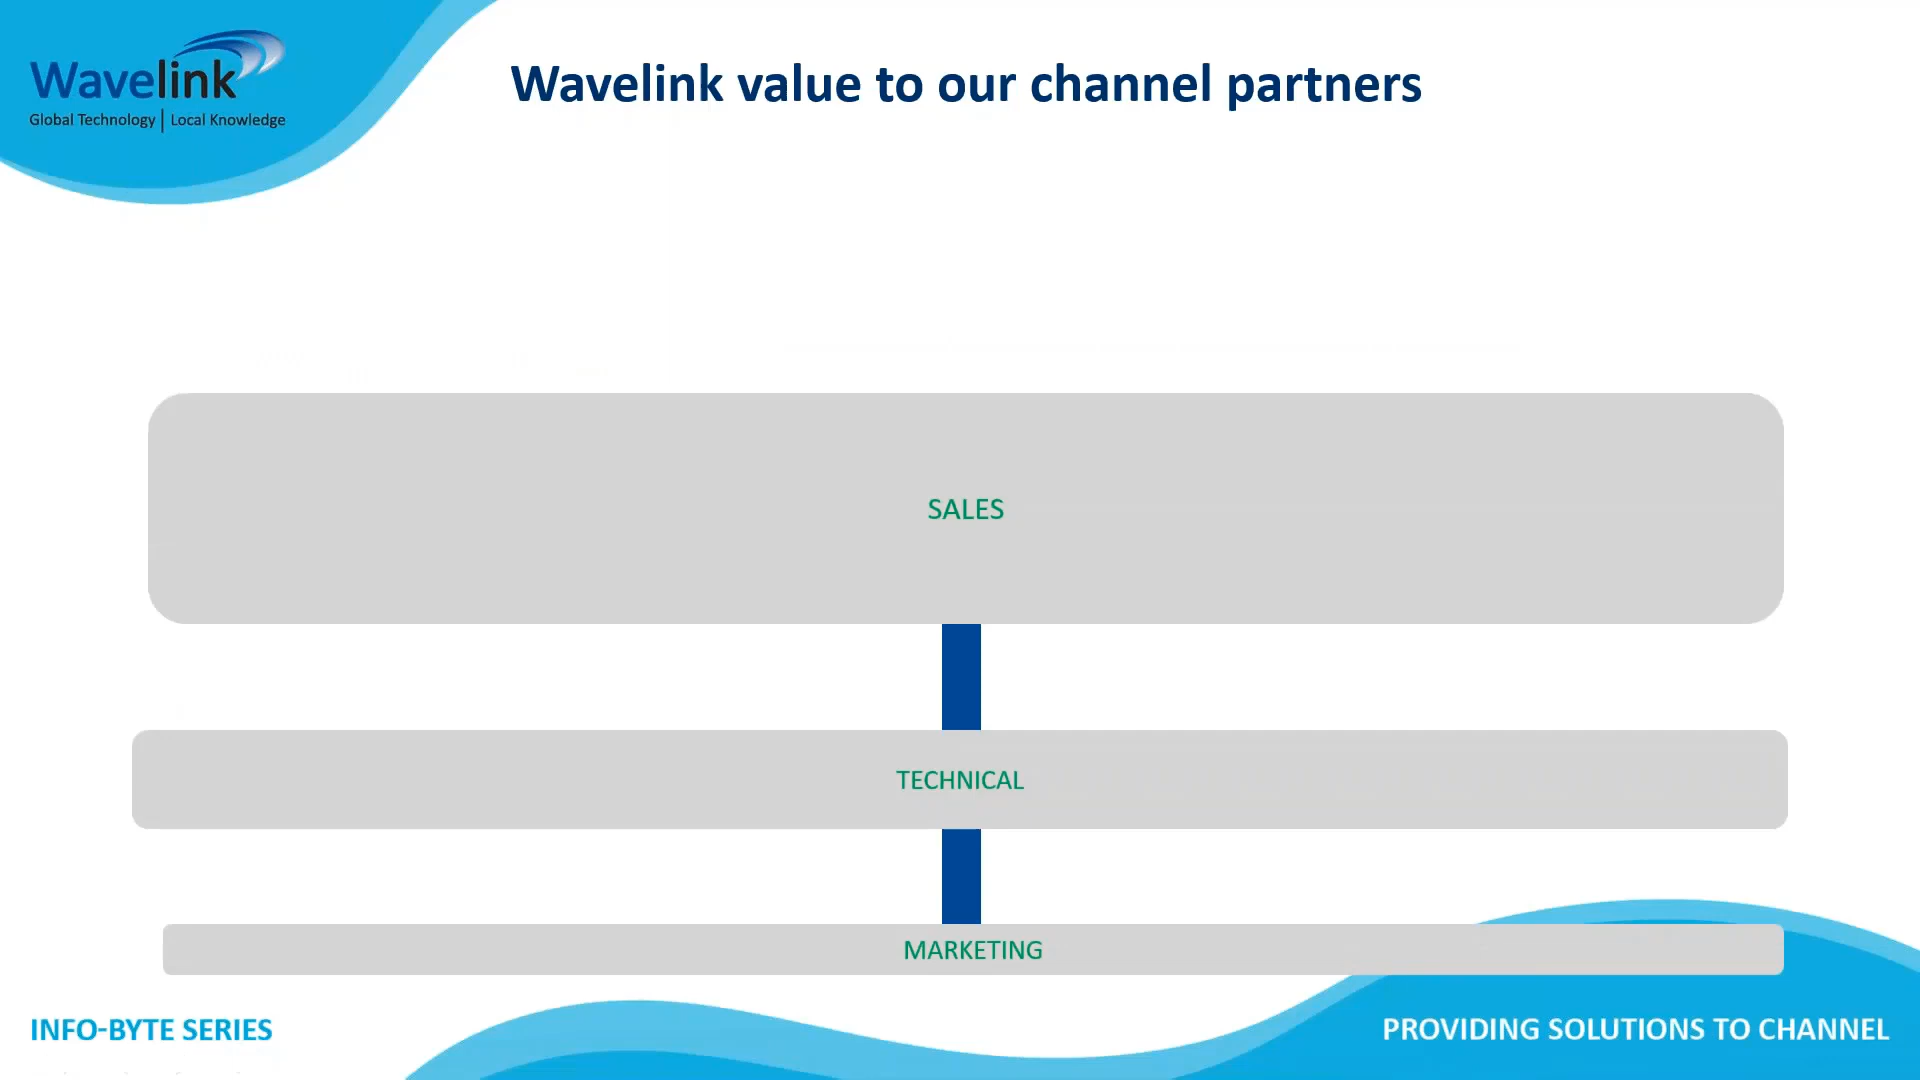 Wavelink
Global Technology | Local Knowledge
Wavelink value to our channel partners
SALES
TECHNICAL
MARKETING
INFO-BYTE SERIES
PROVIDING SOLUTIONS TO CHANNEL